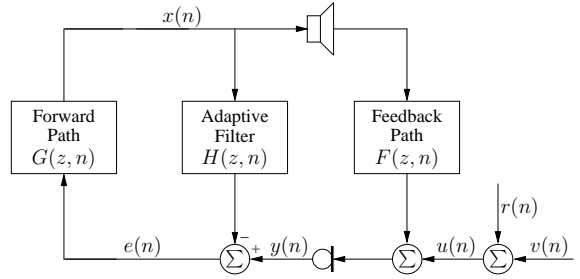 x(n)
Forward
Path
G(z, n)
Adaptive
Filter
H(z, n)
Feedback
Path
F(z, n)
r(n)
e(n)
Σ
−
+
y(n)
Σ
u(n)
Σ
v(n)